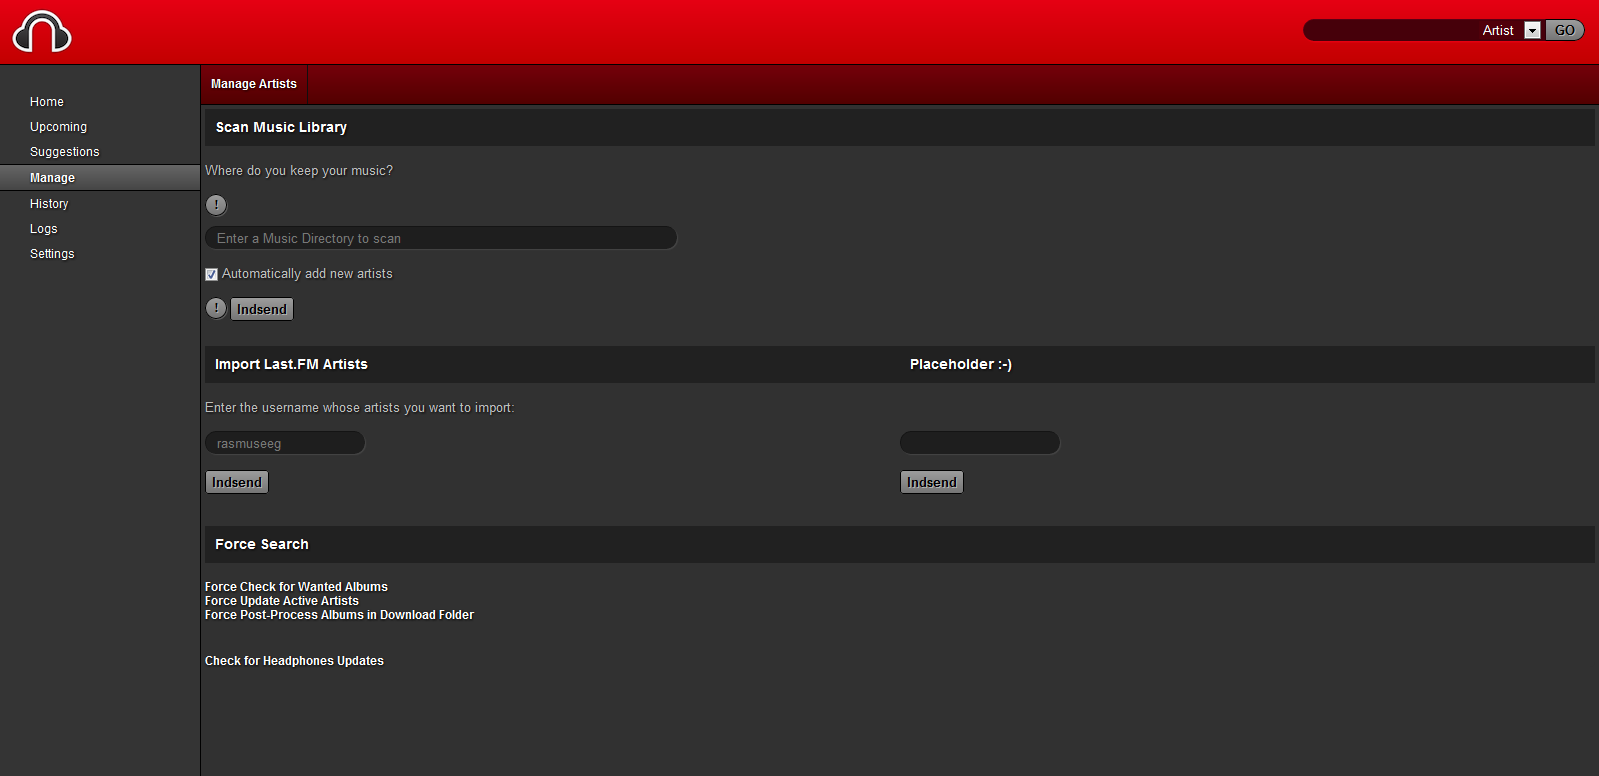 Artist
GO
Home
Upcoming
Suggestions
Manage
History
Logs
Settings
Manage Artists
Scan Music Library
Where do you keep your music?
!
Enter a Music Directory to scan
Automatically add new artists
! Indsend
Import Last.FM Artists
Placeholder :-)
Enter the username whose artists you want to import:
rasmuseeg
Indsend
Indsend
Force Search
Force Check for Wanted Albums
Force Update Active Artists
Force Post-Process Albums in Download Folder
Check for Headphones Updates